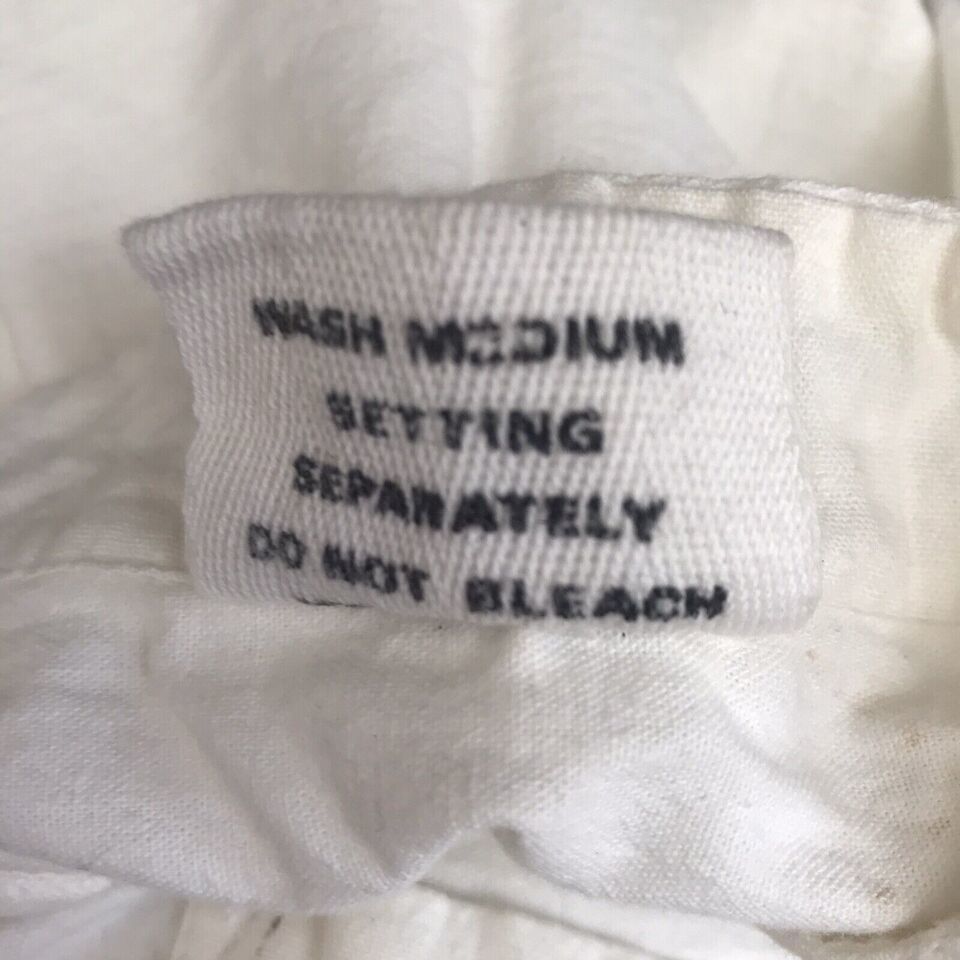 WASH MEDIUM
SETTING
SEPARATELY
DO NOT BLEACH